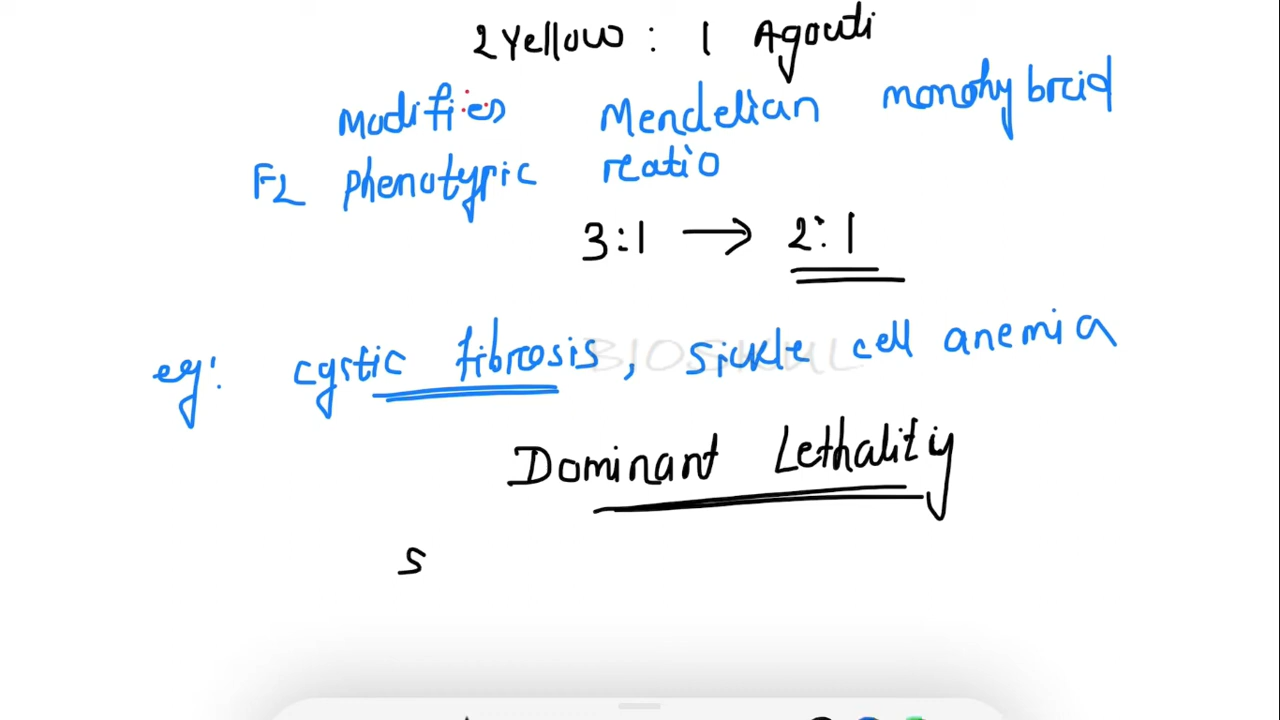 2 Yellow : 1 Agouti
modifies Mendelian monohybrid
F2 phenotypic ratio
3:1 → 2:1
eg: cystic fibrosis, sickle cell anemia
BIOSKUL
Dominant Lethality
S